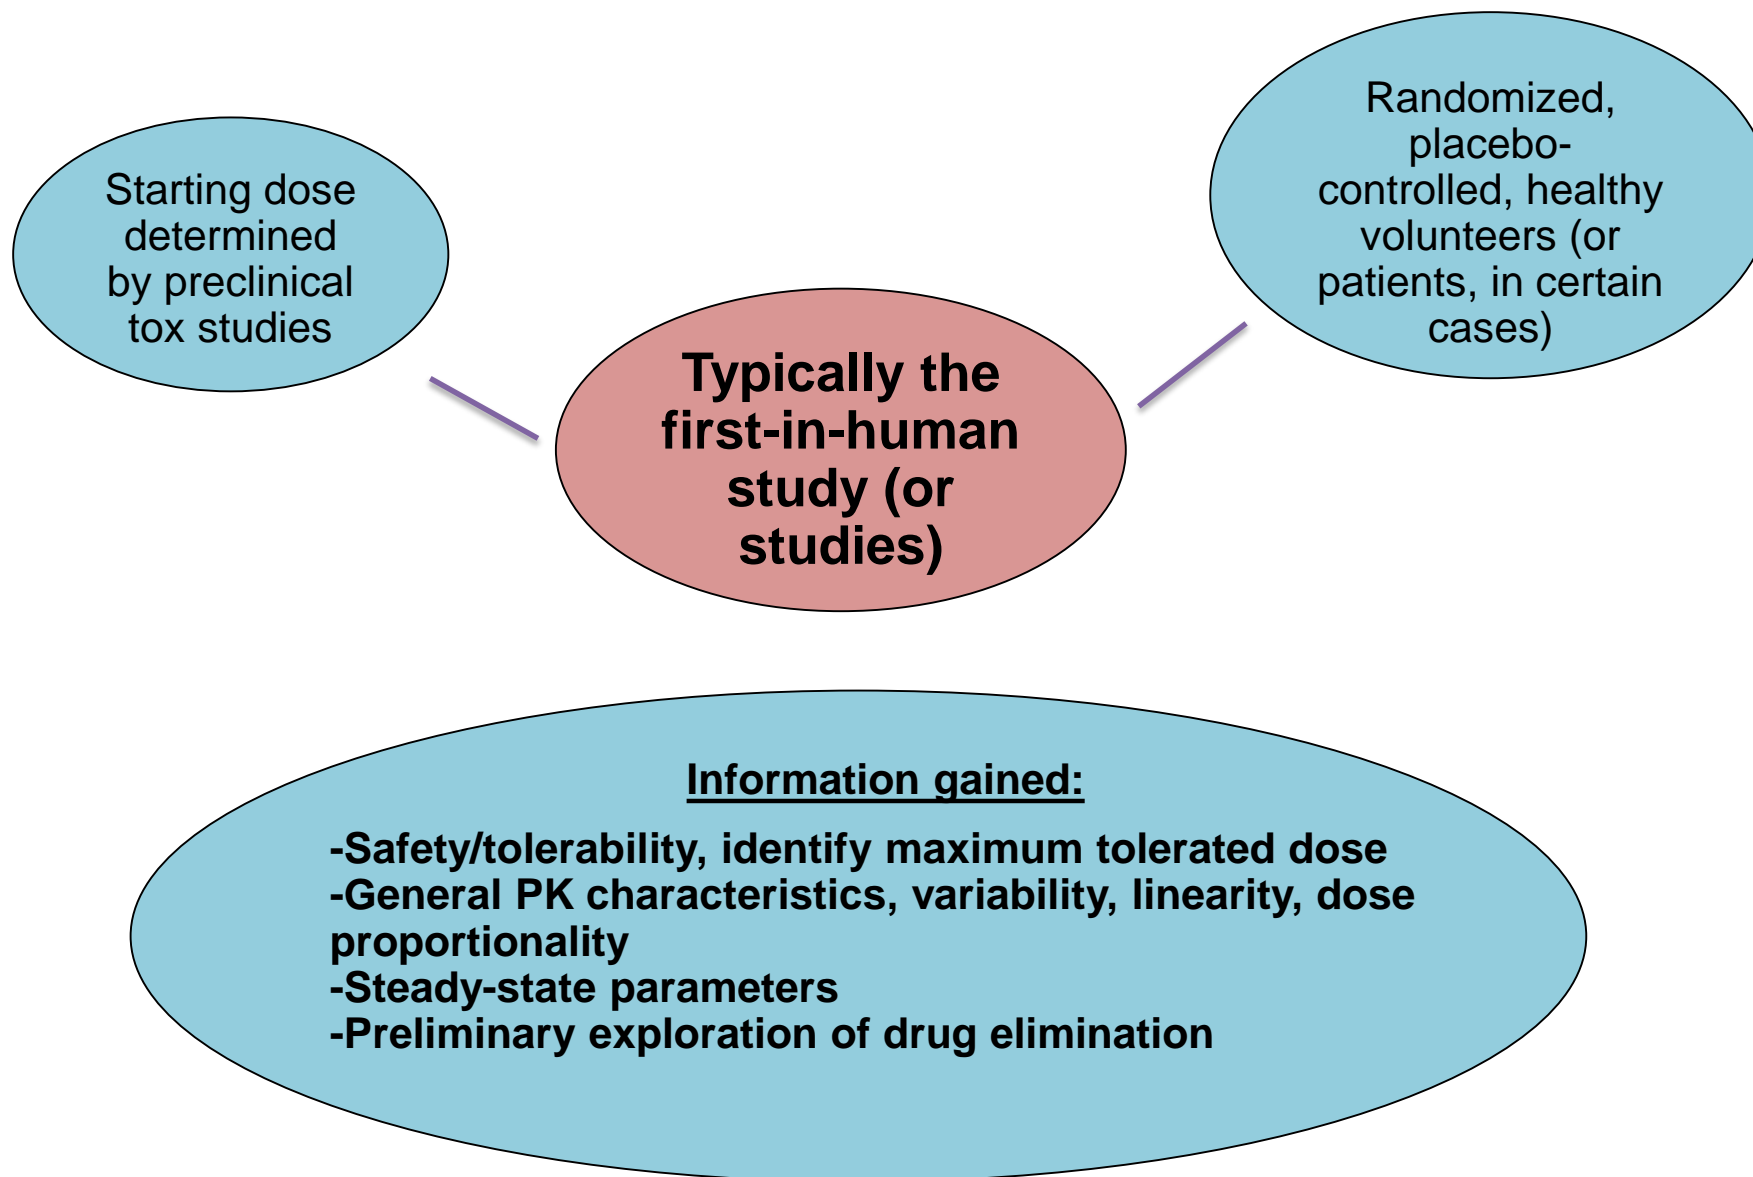 Starting dose
determined
by preclinical
tox studies
Randomized,
placebo-
controlled, healthy
volunteers (or
patients, in certain
cases)
Typically the
first-in-human
study (or
studies)
Information gained:
-Safety/tolerability, identify maximum tolerated dose
-General PK characteristics, variability, linearity, dose
proportionality
-Steady-state parameters
-Preliminary exploration of drug elimination